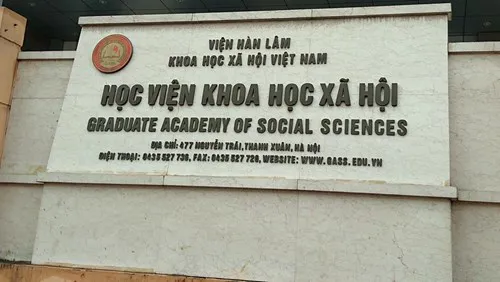 VIỆN HÀN LÂM
KHOA HỌC XÃ HỘI VIỆT NAM
HỌC VIỆN KHOA HỌC XÃ HỘI
GRADUATE ACADEMY OF SOCIAL SCIENCES
ĐỊA CHỈ: 477 NGUYỄN TRÃI, THANH XUÂN, HÀ NỘI
ĐIỆN THOẠI: 0435 527 738, FAX: 0435 527 728, WEBSITE: WWW.GASS.EDU.VN